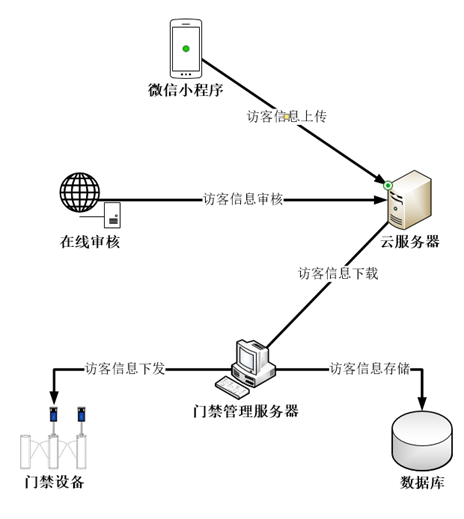 微信小程序
访客信息上传
访客信息审核
在线审核
云服务器
访客信息下载
访客信息下发
访客信息存储
门禁管理服务器
门禁设备
数据库